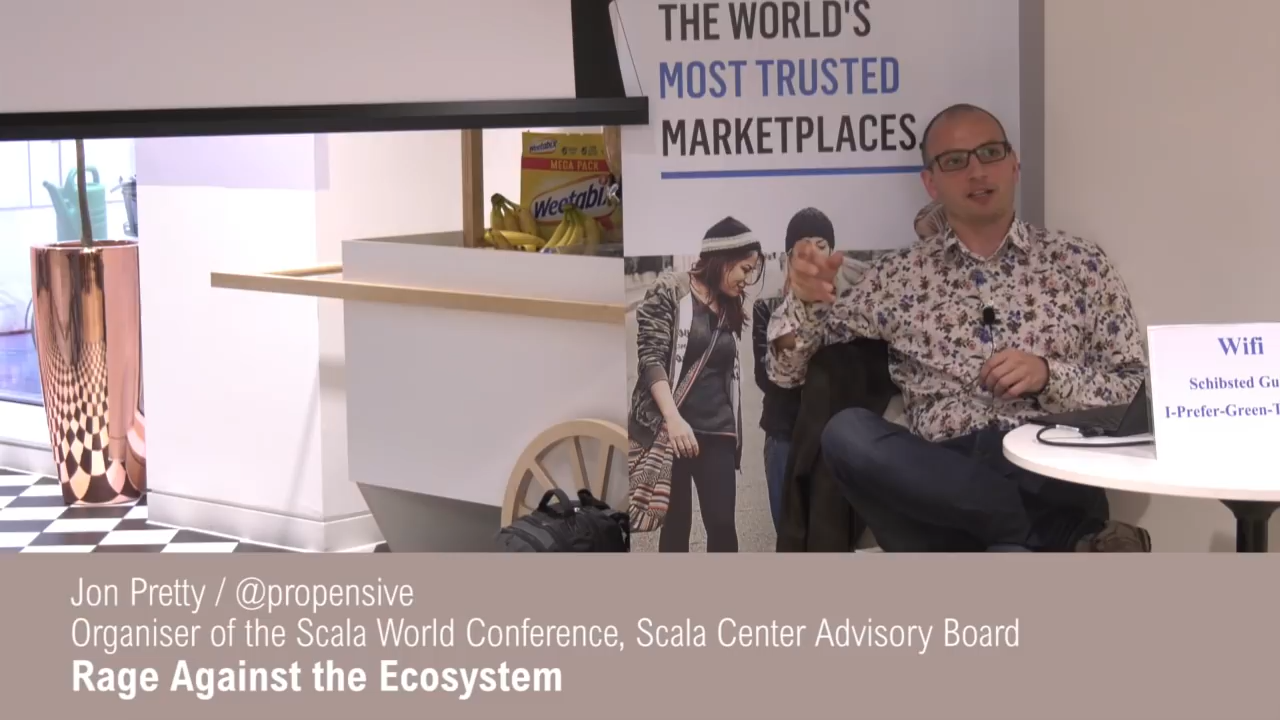 THE WORLD'S
MOST TRUSTED
MARKETPLACES.
Weetabix
MEGA PACK
Weetabix
Wifi
Schibsted Gu
I-Prefer-Green-T
Jon Pretty / @propensive
Organiser of the Scala World Conference, Scala Center Advisory Board
Rage Against the Ecosystem